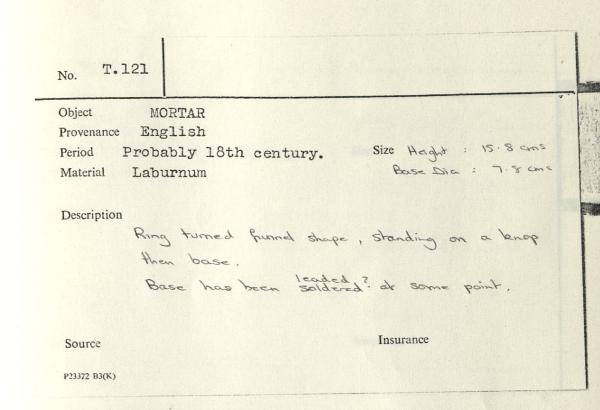 No. T.121
Object MORTAR
Provenance English
Period Probably 18th century. Size Height : 15.8 cms
Material Laburnum Base Dia : 7.8 cms
Description
Ring turned funnel shape, standing on a knop
then base.
leaded ?
Base has been soldered? at some point.
Source Insurance
P23372 B3(K)